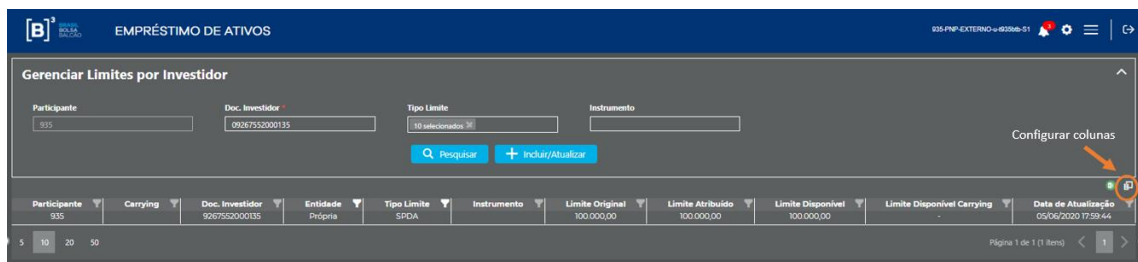 [B]³ BRASIL BOLSA BALCÃO EMPRÉSTIMO DE ATIVOS 3
Gerenciar Limites por Investidor
Participante Doc. Investidor * Tipo Limite Instrumento
935 09267552000135 10 selecionados
Configurar colunas
Pesquisar Incluir/Atualizar
Participante Carrying Doc. Investidor Entidade Tipo Limite Instrumento Limite Original Limite Atribuído Limite Disponível Limite Disponível Carrying Data de Atualização
935 9267552000135 Própria SPDA 100.000,00 100.000,00 100.000,00 - 05/06/2020 17:59:44
5 10 20 50 Página 1 de 1 (1 itens) 1